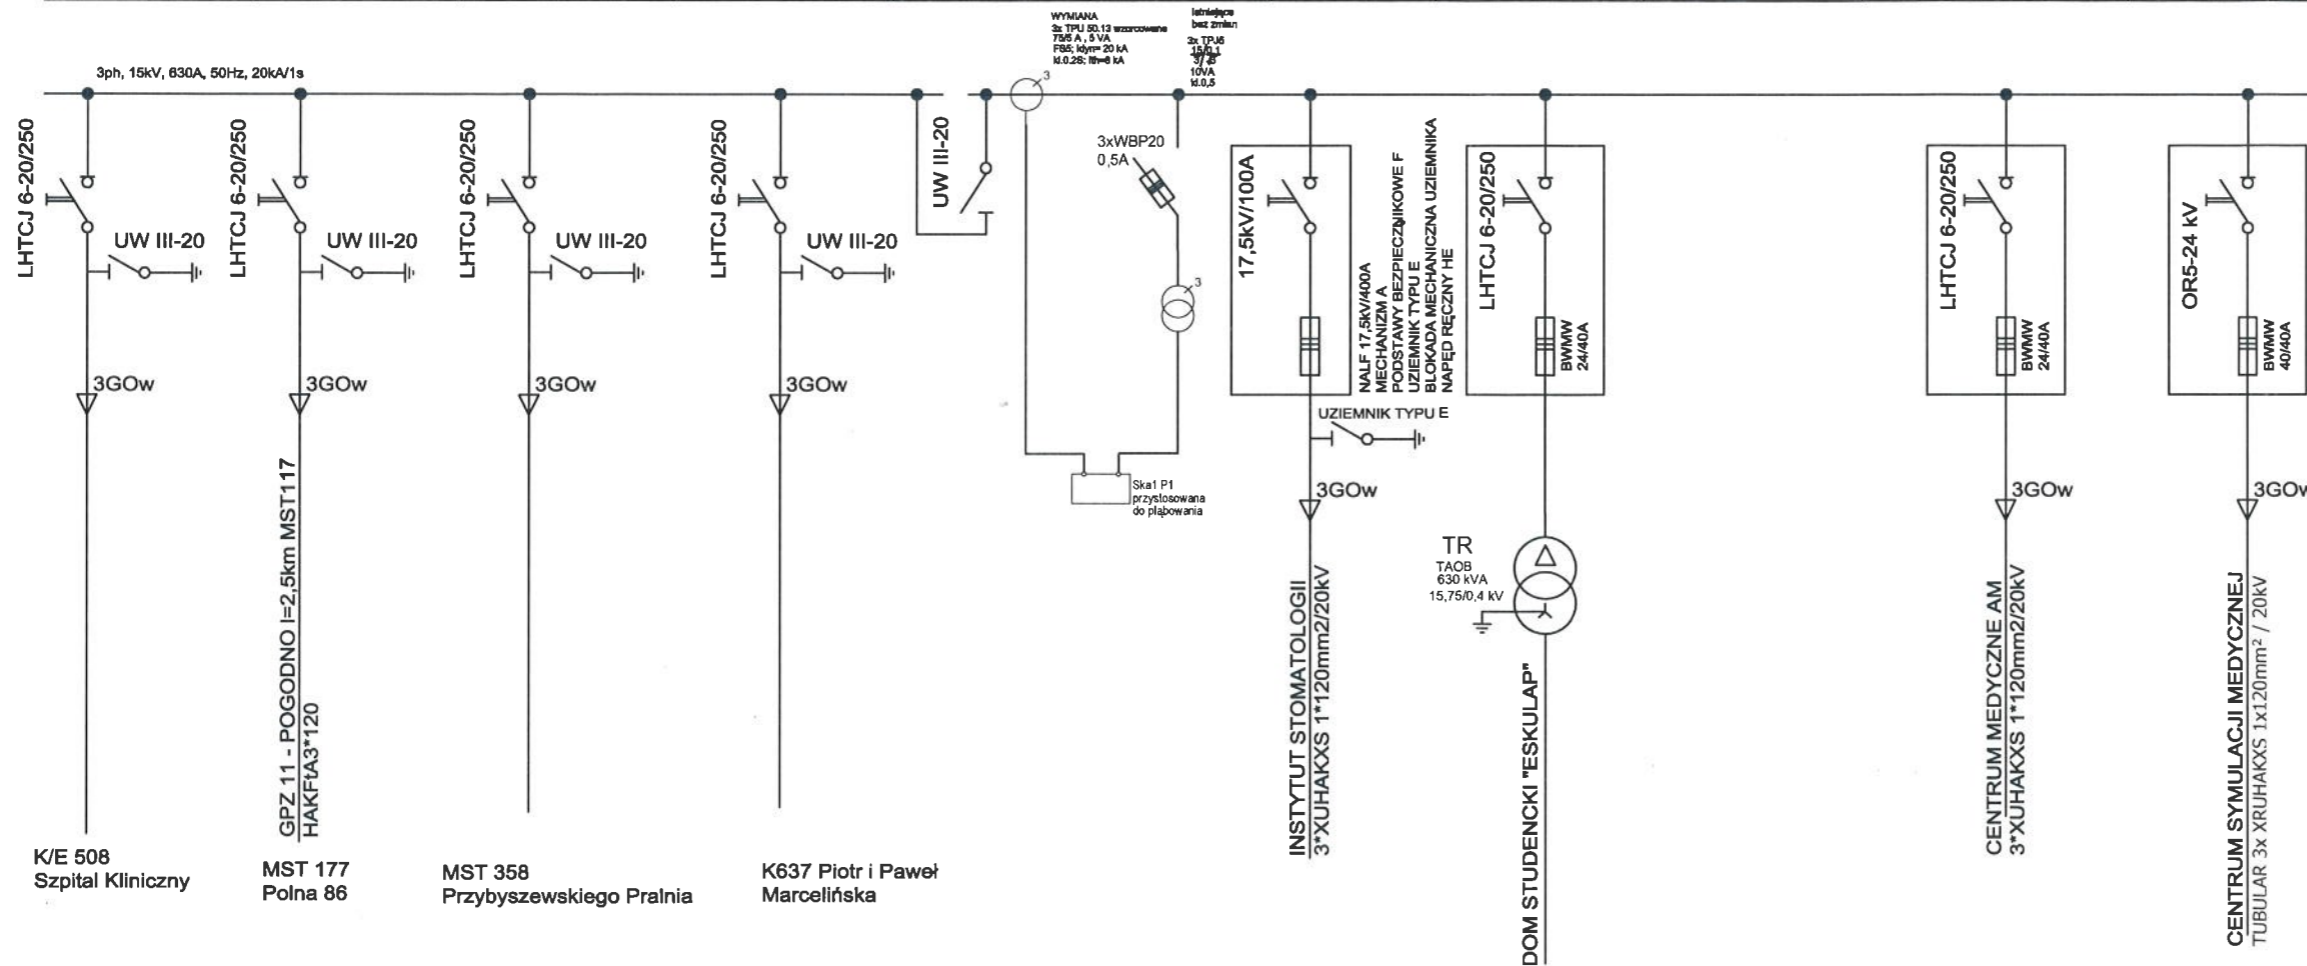 WYMIANA
3x TPU 50.13 wzorcowane
75/5 A , 5 VA
FS5; Idyn= 20 kA
kl.0.2S; Ith=8 kA
Istniejące
bez zmian
3x TPJ6
15/0,1
10VA
kl.0,5
3ph, 15kV, 630A, 50Hz, 20kA/1s
3
LHTCJ 6-20/250
UW III-20
3GOw
K/E 508
Szpital Kliniczny
LHTCJ 6-20/250
UW III-20
3GOw
GPZ 11 - POGODNO l=2,5km MST117
HAKFtA3*120
MST 177
Polna 86
LHTCJ 6-20/250
UW III-20
3GOw
MST 358
Przybyszewskiego Pralnia
LHTCJ 6-20/250
UW III-20
3GOw
K637 Piotr i Paweł
Marcelińska
UW III-20
3xWBP20
0,5A
3
Ska1 P1
przystosowana
do pląbowania
17,5kV/100A
NALF 17,5kV/400A
MECHANIZM A
PODSTAWY BEZPIECZNIKOWE F
UZIEMNIK TYPU E
BLOKADA MECHANICZNA UZIEMNIKA
NAPĘD RĘCZNY HE
UZIEMNIK TYPU E
3GOw
INSTYTUT STOMATOLOGII
3*XUHAKXS 1*120mm2/20kV
LHTCJ 6-20/250
BWMW
24/40A
TR
TAOB
630 kVA
15,75/0,4 kV
DOM STUDENCKI "ESKULAP"
LHTCJ 6-20/250
BWMW
24/40A
3GOw
CENTRUM MEDYCZNE AM
3*XUHAKXS 1*120mm2/20kV
OR5-24 kV
BWMW
40/40A
3GOw
CENTRUM SYMULACJI MEDYCZNEJ
TUBULAR 3x XRUHAKXS 1x120mm² / 20kV